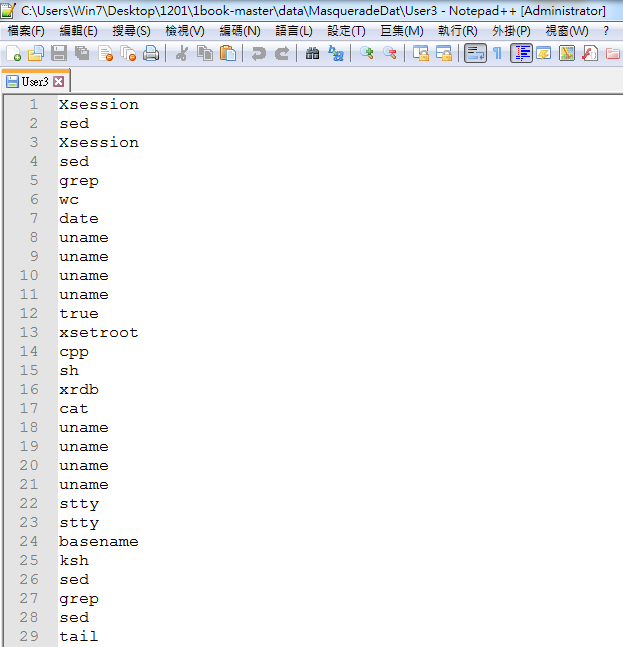 C:\Users\Win7\Desktop\1201\1book-master\data\MasqueradeDat\User3 - Notepad++ [Administrator]
檔案(F) 編輯(E) 搜尋(S) 檢視(V) 編碼(N) 語言(L) 設定(T) 巨集(M) 執行(R) 外掛(P) 視窗(W) ?
User3
1 Xsession
2 sed
3 Xsession
4 sed
5 grep
6 wc
7 date
8 uname
9 uname
10 uname
11 uname
12 true
13 xsetroot
14 cpp
15 sh
16 xrdb
17 cat
18 uname
19 uname
20 uname
21 uname
22 stty
23 stty
24 basename
25 ksh
26 sed
27 grep
28 sed
29 tail